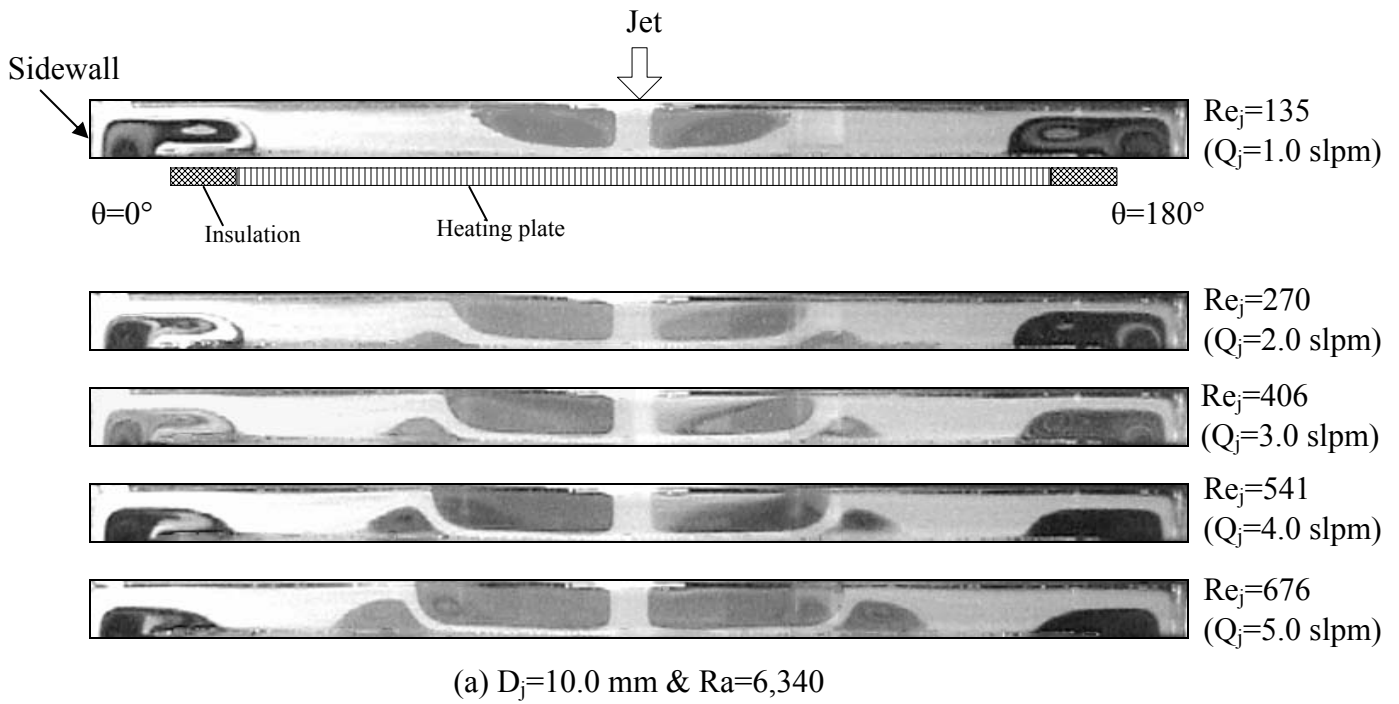 Jet
Sidewall
Re_j=135
(Q_j=1.0 slpm)
θ=0°
θ=180°
Insulation
Heating plate
Re_j=270
(Q_j=2.0 slpm)
Re_j=406
(Q_j=3.0 slpm)
Re_j=541
(Q_j=4.0 slpm)
Re_j=676
(Q_j=5.0 slpm)
(a) D_j=10.0 mm & Ra=6,340